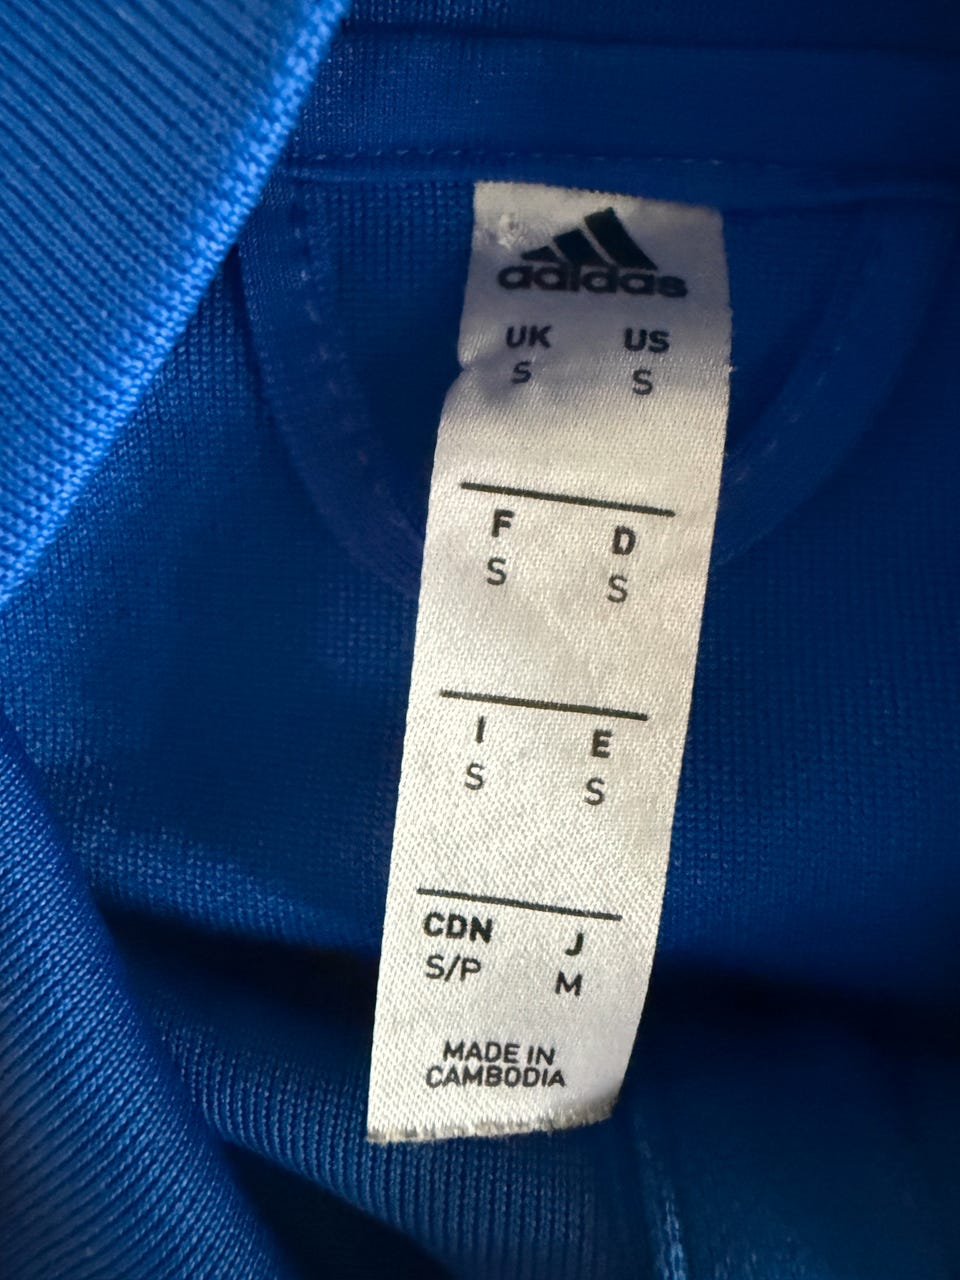 adidas
UK US
S S
F D
S S
I E
S S
CDN J
S/P M
MADE IN
CAMBODIA